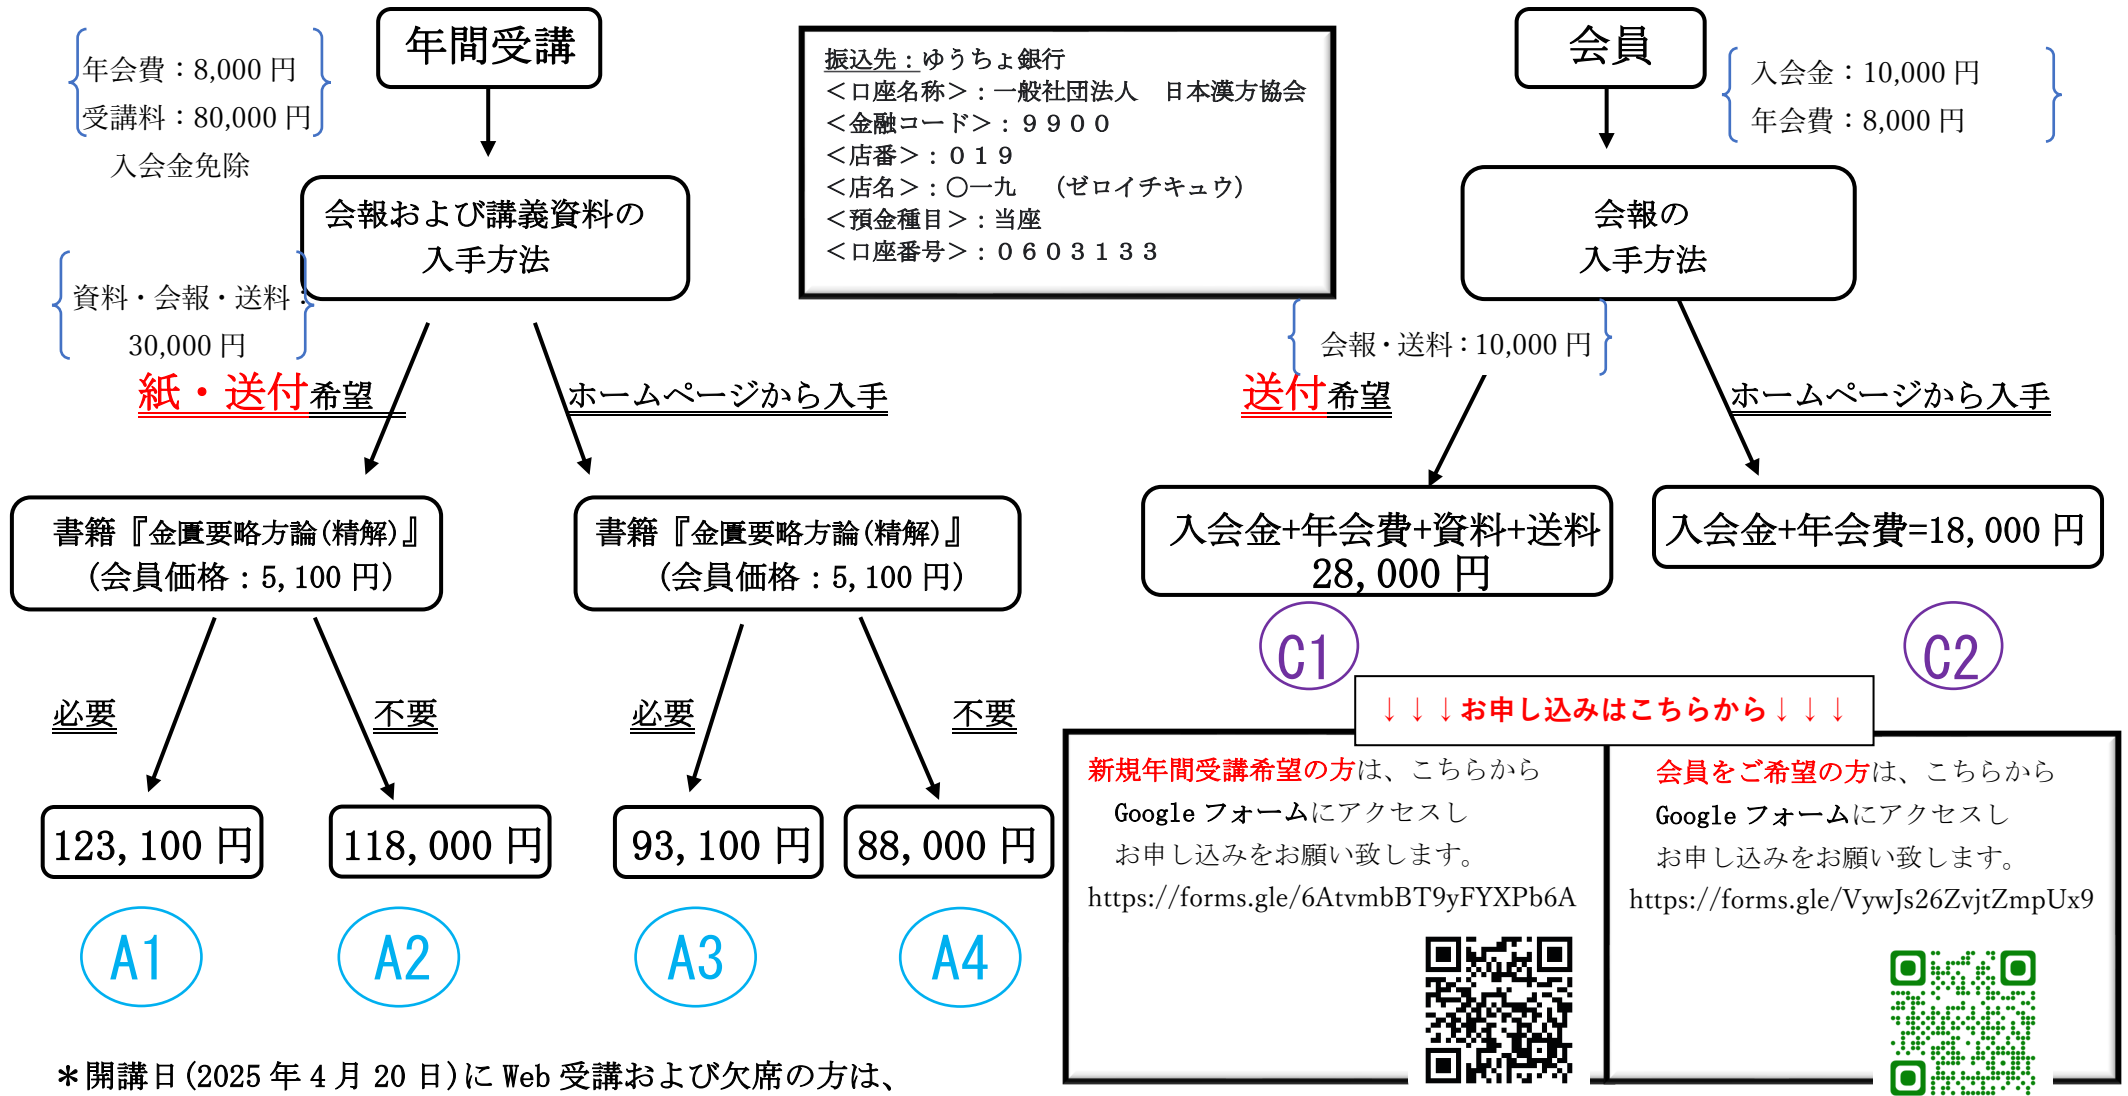 年間受講
年会費：8,000 円
受講料：80,000 円
入会金免除
会報および講義資料の
入手方法
資料・会報・送料：
30,000 円
紙・送付希望
ホームページから入手
書籍『金匱要略方論(精解)』
(会員価格：5,100 円)
書籍『金匱要略方論(精解)』
(会員価格：5,100 円)
必要
不要
必要
不要
123,100 円
118,000 円
93,100 円
88,000 円
A1
A2
A3
A4
＊開講日(2025 年 4 月 20 日)に Web 受講および欠席の方は、
振込先：ゆうちょ銀行
＜口座名称＞：一般社団法人　日本漢方協会
＜金融コード＞：９９００
＜店番＞：０１９
＜店名＞：〇一九　（ゼロイチキュウ）
＜預金種目＞：当座
＜口座番号＞：０６０３１３３
会員
入会金：10,000 円
年会費：8,000 円
会報の
入手方法
会報・送料：10,000 円
送付希望
ホームページから入手
入会金+年会費+資料+送料
28,000 円
入会金+年会費=18,000 円
C1
C2
↓↓↓お申し込みはこちらから↓↓↓
新規年間受講希望の方は、こちらから
Google フォームにアクセスし
お申し込みをお願い致します。
https://forms.gle/6AtvmbBT9yFYXPb6A
会員をご希望の方は、こちらから
Google フォームにアクセスし
お申し込みをお願い致します。
https://forms.gle/VywJs26ZvjtZmpUx9